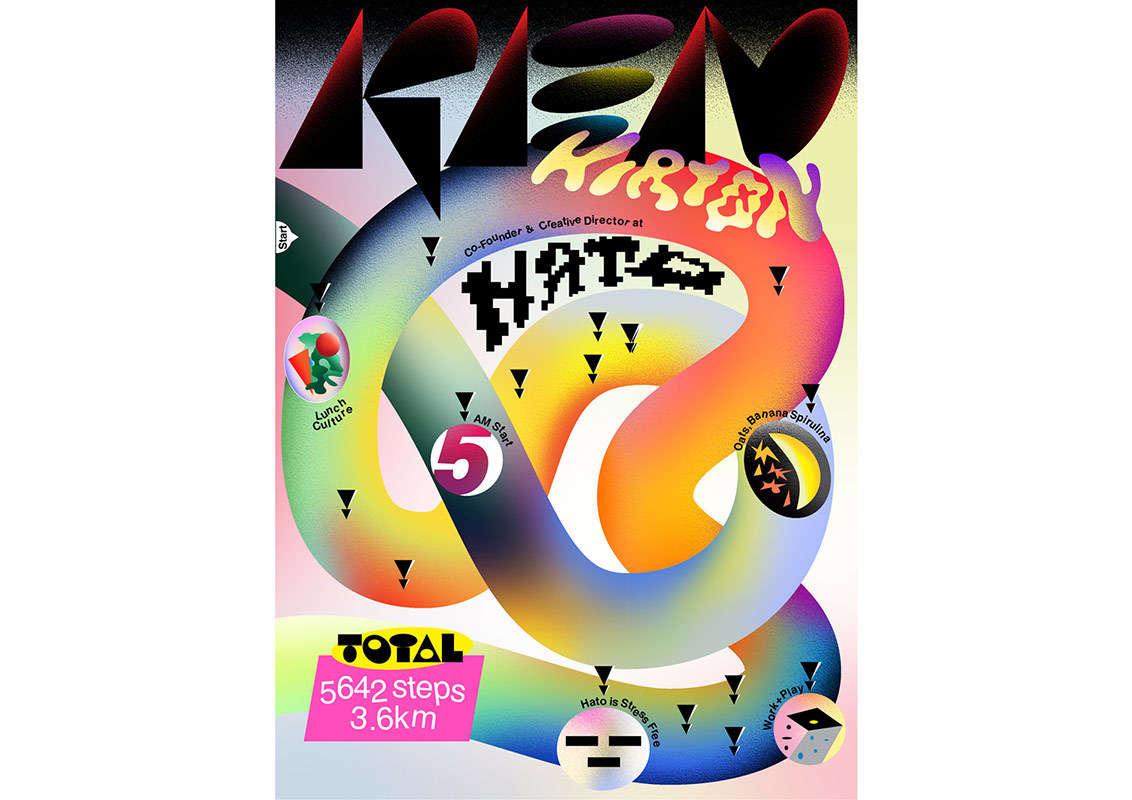 KEN
KIRTON
Co-Founder & Creative Director at
HATO
Start
Lunch
Culture
AM Start
5
Oats, Banana Spirulina
TOTAL
5642 steps
3.6km
Hato is Stress Free
Work+Play